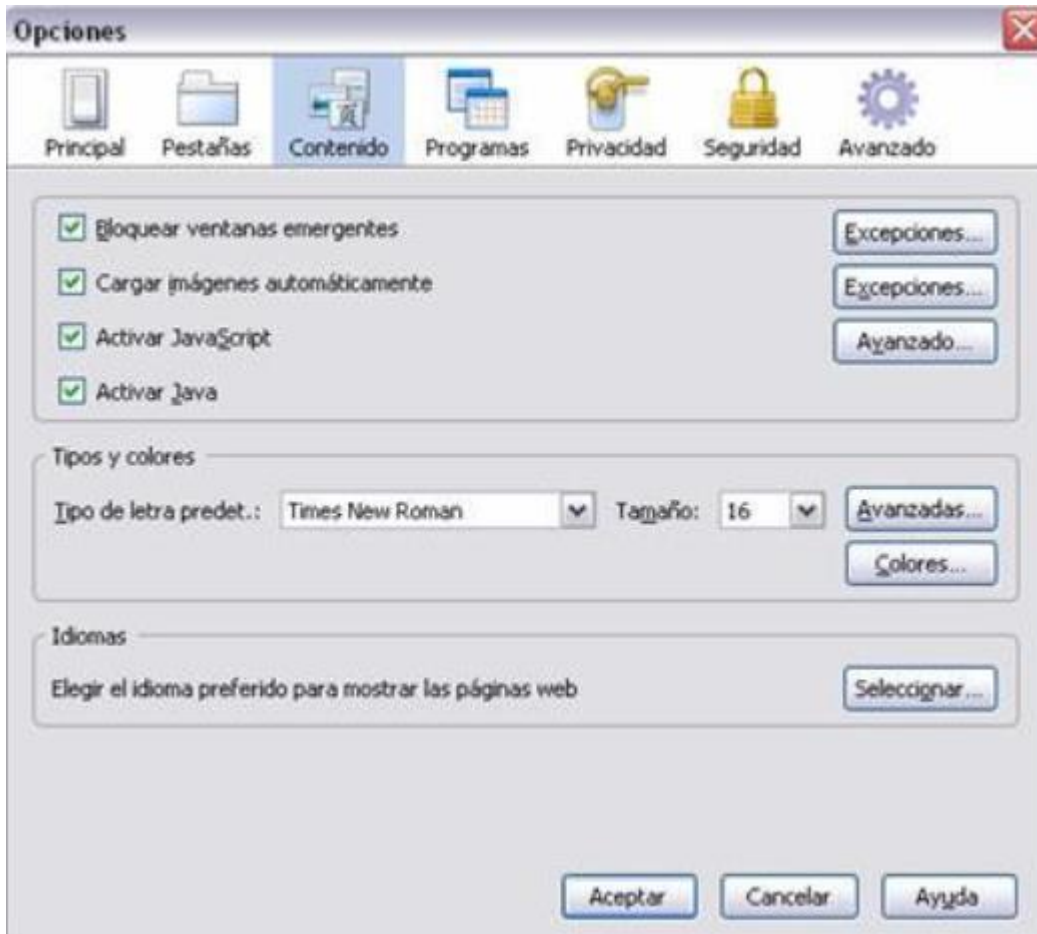 Opciones
Principal Pestañas Contenido Programas Privacidad Seguridad Avanzado
Bloquear ventanas emergentes Excepciones...
Cargar imágenes automáticamente Excepciones...
Activar JavaScript Avanzado...
Activar Java
Tipos y colores
Tipo de letra predet.: Times New Roman Tamaño: 16 Avanzadas...
Colores...
Idiomas
Elegir el idioma preferido para mostrar las páginas web Seleccionar...
Aceptar Cancelar Ayuda